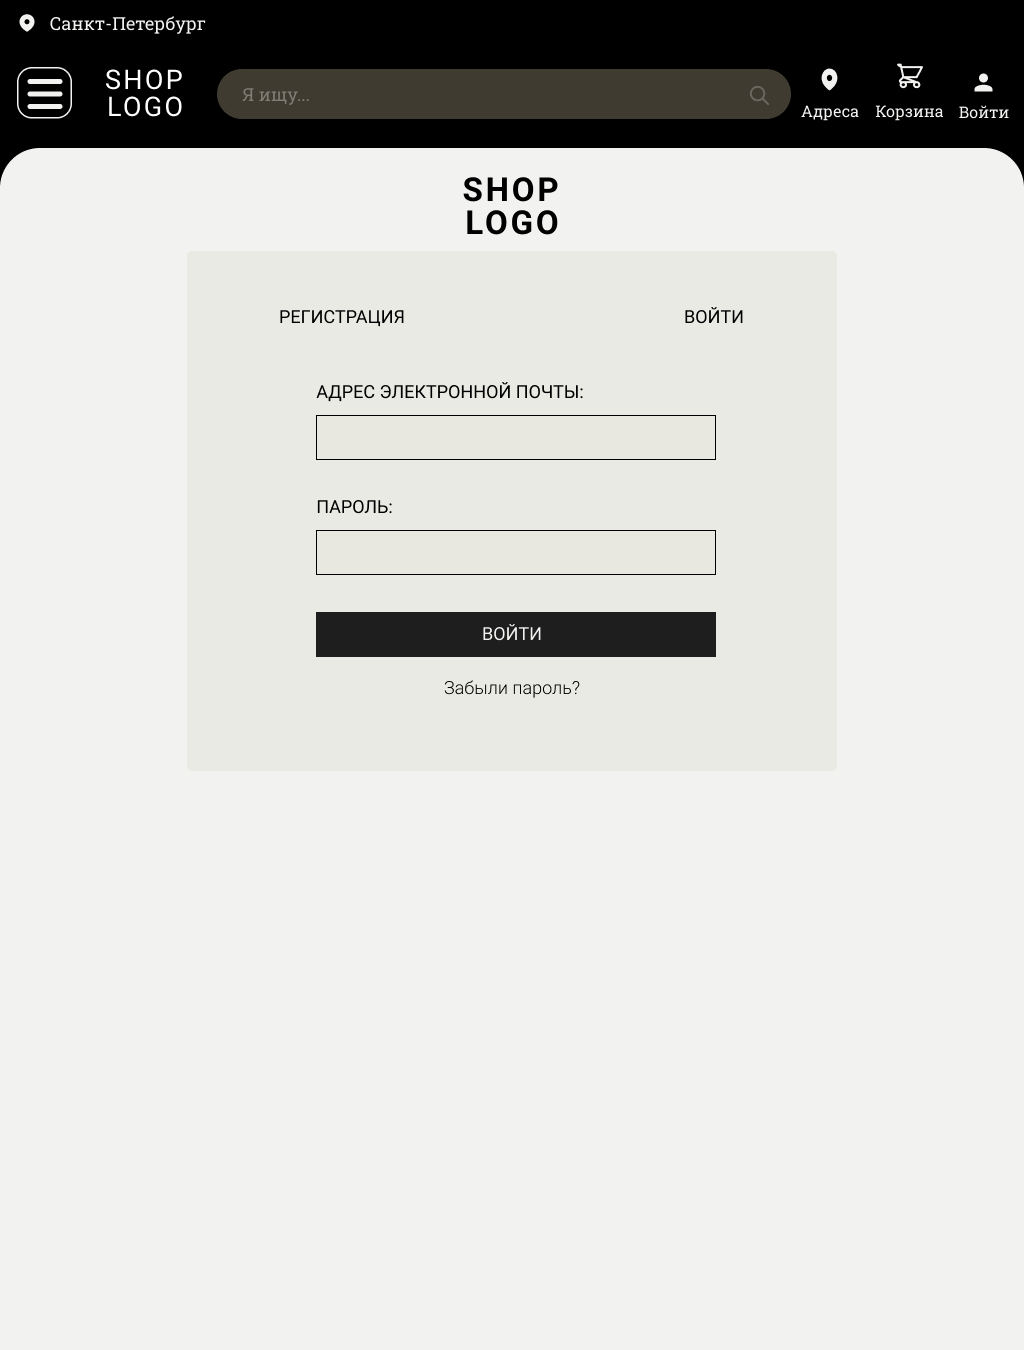 Санкт-Петербург
SHOP
LOGO
Я ищу...
Адреса
Корзина
Войти
SHOP
LOGO
РЕГИСТРАЦИЯ
ВОЙТИ
АДРЕС ЭЛЕКТРОННОЙ ПОЧТЫ:
ПАРОЛЬ:
ВОЙТИ
Забыли пароль?